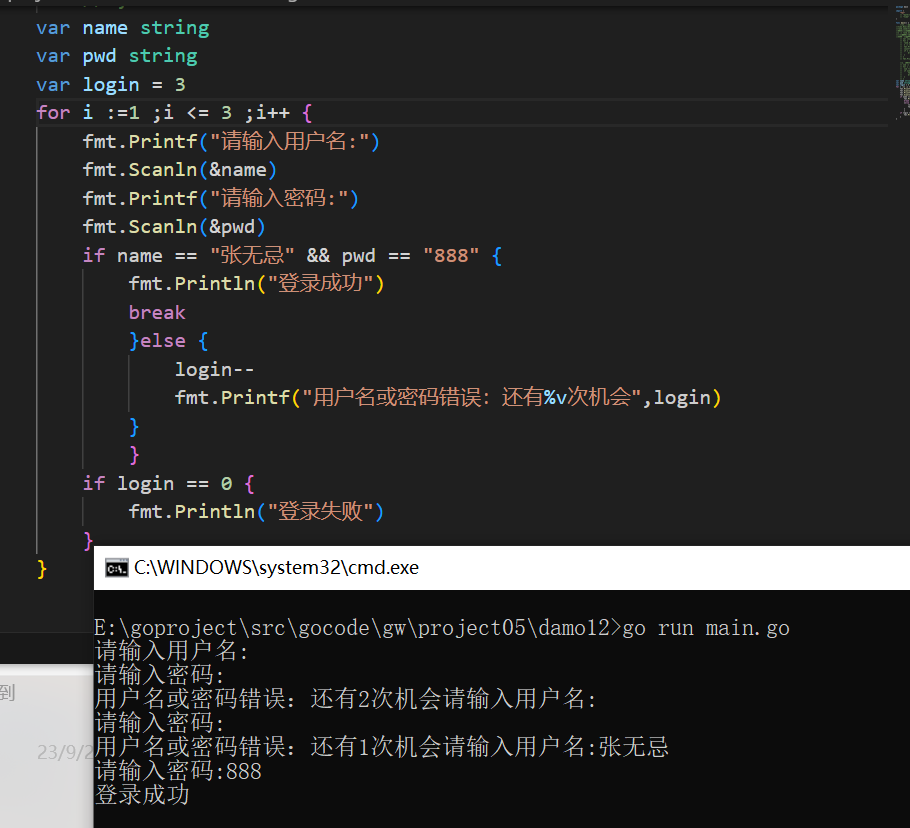 var name string
var pwd string
var login = 3
for i :=1 ;i <= 3 ;i++ {
fmt.Printf("请输入用户名:")
fmt.Scanln(&name)
fmt.Printf("请输入密码:")
fmt.Scanln(&pwd)
if name == "张无忌" && pwd == "888" {
fmt.Println("登录成功")
break
}else {
login--
fmt.Printf("用户名或密码错误: 还有%v次机会",login)
}
}
if login == 0 {
fmt.Println("登录失败")
}
}
C:\WINDOWS\system32\cmd.exe
E:\goproject\src\gocode\gw\project05\damo12>go run main.go
请输入用户名:
请输入密码:
用户名或密码错误: 还有2次机会请输入用户名:
请输入密码:
用户名或密码错误: 还有1次机会请输入用户名:张无忌
请输入密码:888
登录成功
到
23/9/2